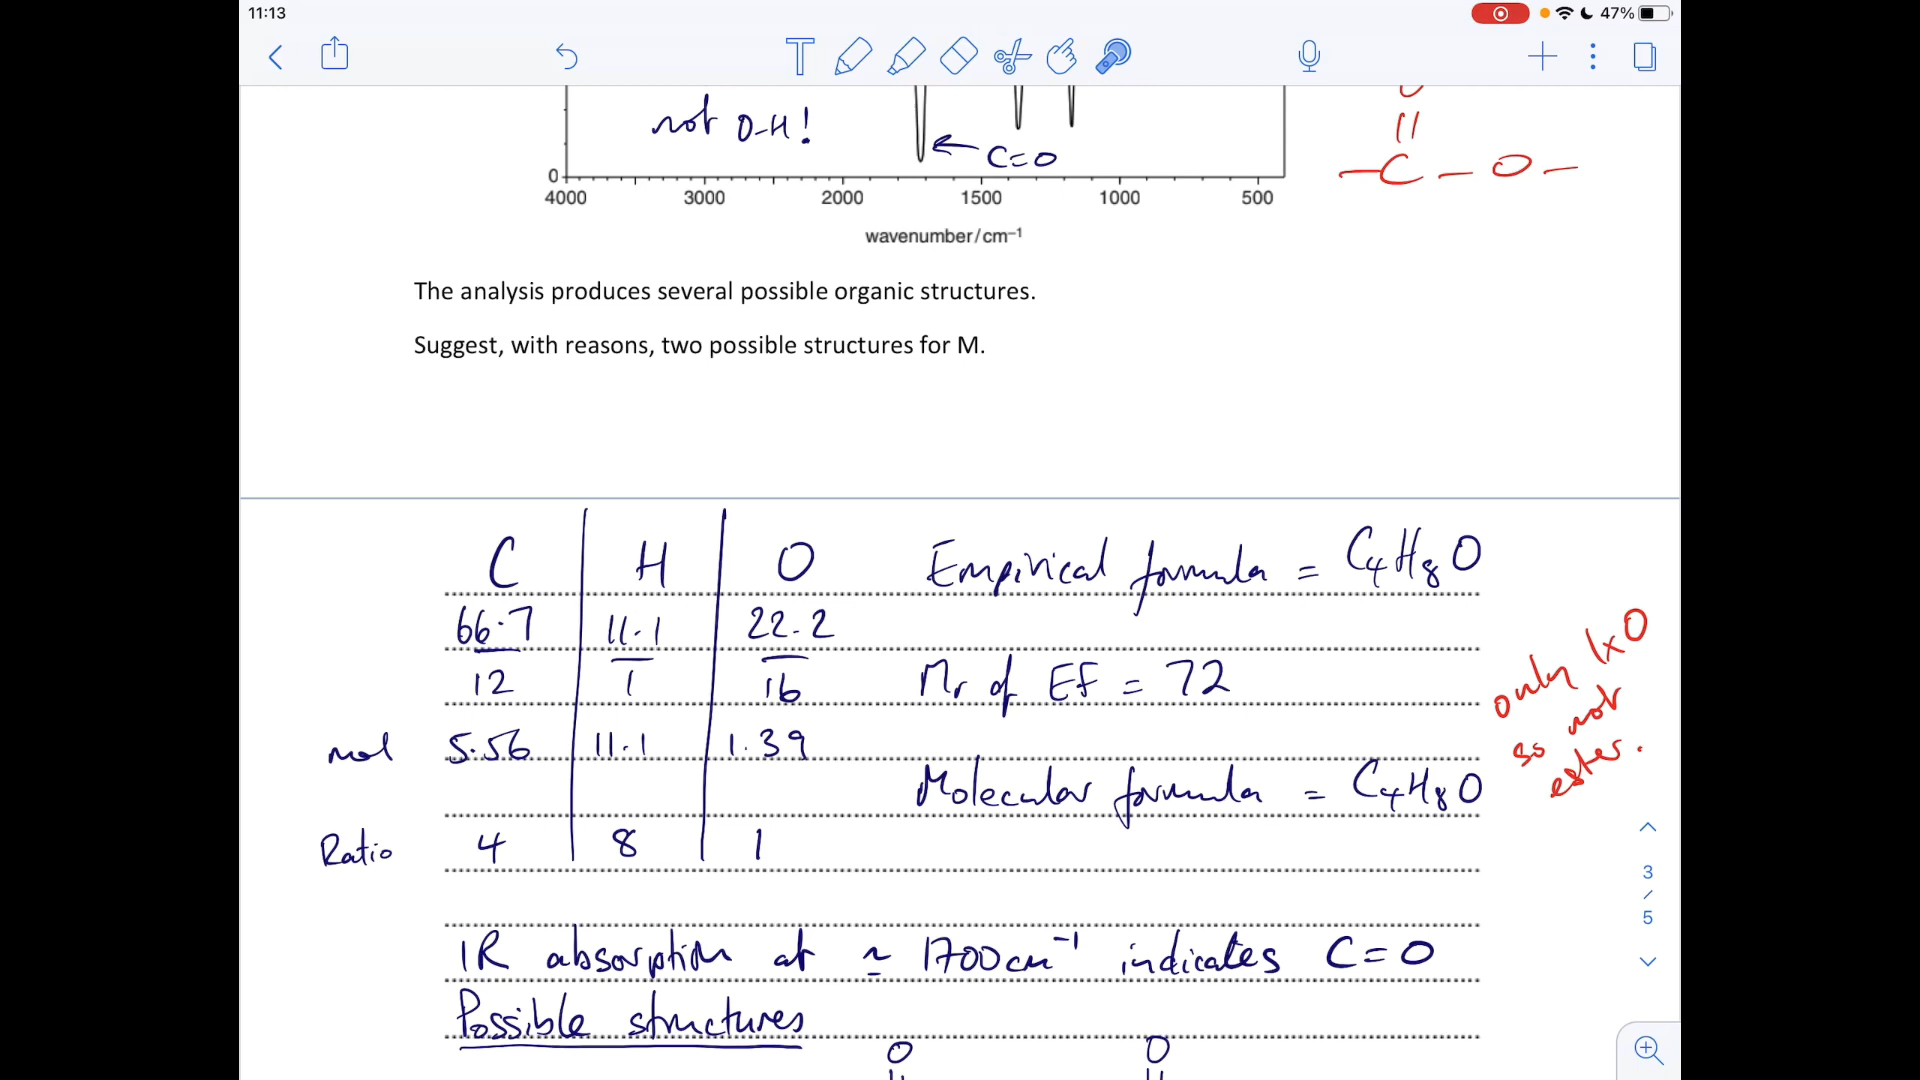 11:13
47%
T
not O-H!
C=O
O
C - O -
0
4000 3000 2000 1500 1000 500
wavenumber/cm⁻¹
The analysis produces several possible organic structures.
Suggest, with reasons, two possible structures for M.
C H O Empirical formula = C₄H₈O
66.7 11.1 22.2
12 1 16 Mr of EF = 72
only 1xO
so not
ester.
mol 5.56 11.1 1.39
Molecular formula = C₄H₈O
Ratio 4 8 1
3
/
5
IR absorption at ~ 1700cm⁻¹ indicates C=O
Possible structures
O O